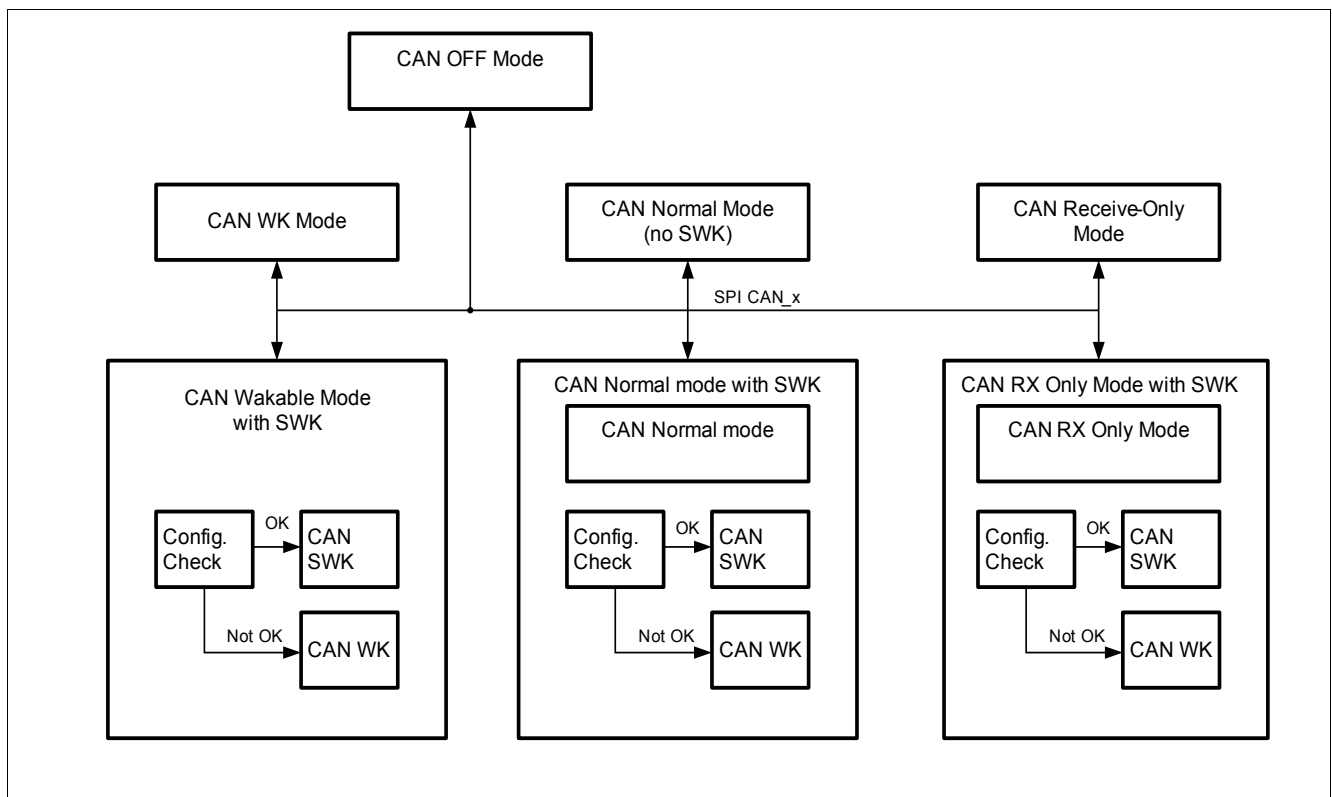 CAN OFF Mode
CAN WK Mode
CAN Normal Mode
(no SWK)
CAN Receive-Only
Mode
SPI CAN_x
CAN Wakable Mode
with SWK
Config.
Check
OK
CAN
SWK
Not OK
CAN WK
CAN Normal mode with SWK
CAN Normal mode
Config.
Check
OK
CAN
SWK
Not OK
CAN WK
CAN RX Only Mode with SWK
CAN RX Only Mode
Config.
Check
OK
CAN
SWK
Not OK
CAN WK